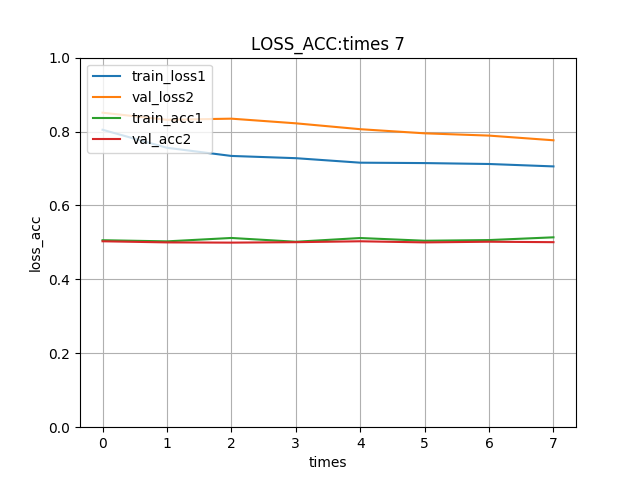 LOSS_ACC:times 7
1.0
0.8
0.6
0.4
0.2
0.0
loss_acc
train_loss1
val_loss2
train_acc1
val_acc2
0 1 2 3 4 5 6 7
times